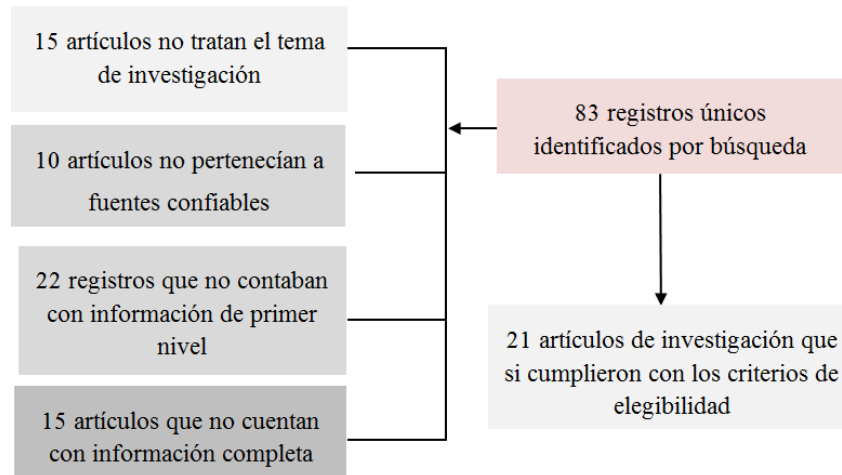 15 artículos no tratan el tema
de investigación
10 artículos no pertenecían a
fuentes confiables
22 registros que no contaban
con información de primer
nivel
15 artículos que no cuentan
con información completa
83 registros únicos
identificados por búsqueda
21 artículos de investigación que
si cumplieron con los criterios de
elegibilidad